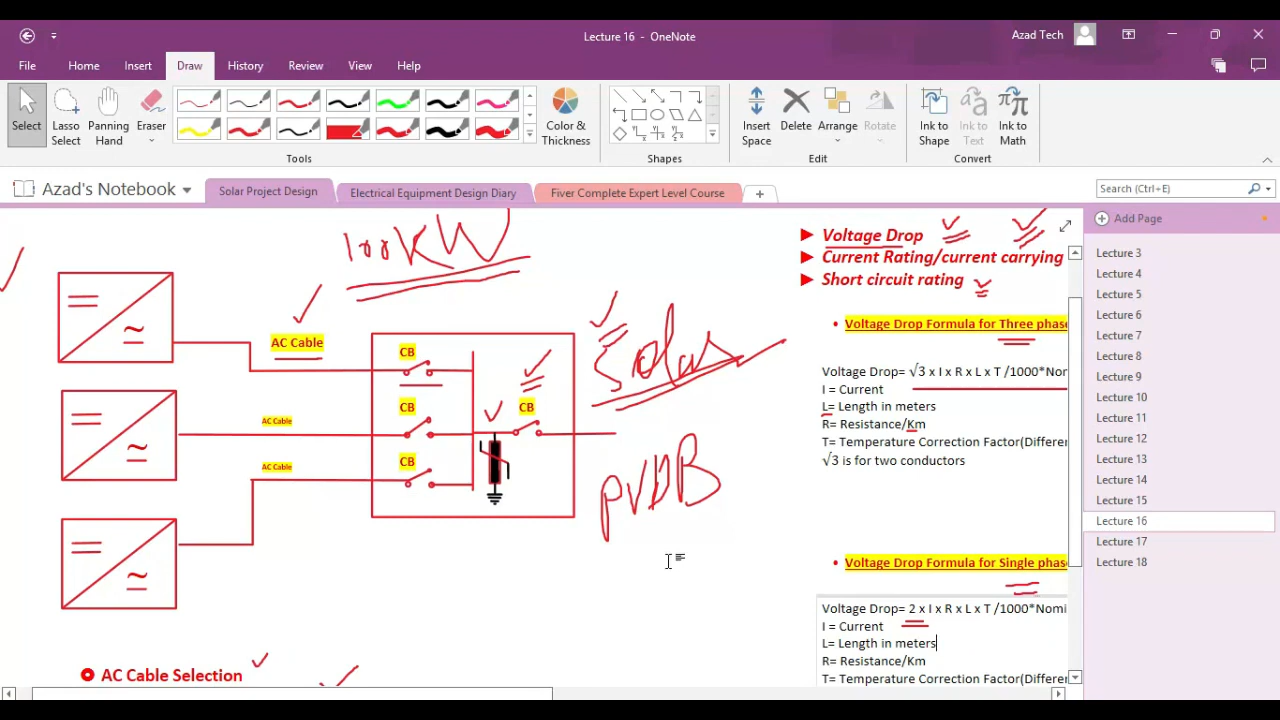 Lecture 16 - OneNote
Azad Tech
File Home Insert Draw History Review View Help
Select
Lasso Select
Panning Hand
Eraser
Color & Thickness
Insert Space
Delete
Arrange
Rotate
Ink to Shape
Ink to Text
Ink to Math
Tools
Shapes
Edit
Convert
Azad's Notebook
Solar Project Design
Electrical Equipment Design Diary
Fiver Complete Expert Level Course
Search (Ctrl+E)
Add Page
Lecture 3
Lecture 4
Lecture 5
Lecture 6
Lecture 7
Lecture 8
Lecture 9
Lecture 10
Lecture 11
Lecture 12
Lecture 13
Lecture 14
Lecture 15
Lecture 16
Lecture 17
Lecture 18
100KW
AC Cable
CB
CB
CB
AC Cable
CB
AC Cable
Solar
PVDB
AC Cable Selection
Voltage Drop
Current Rating/current carrying
Short circuit rating
Voltage Drop Formula for Three phase
Voltage Drop= √3 x I x R x L x T /1000*Nom
I = Current
L= Length in meters
R= Resistance/Km
T= Temperature Correction Factor(Differe
√3 is for two conductors
Voltage Drop Formula for Single phase
Voltage Drop= 2 x I x R x L x T /1000*Nomi
I = Current
L= Length in meters
R= Resistance/Km
T= Temperature Correction Factor(Differe